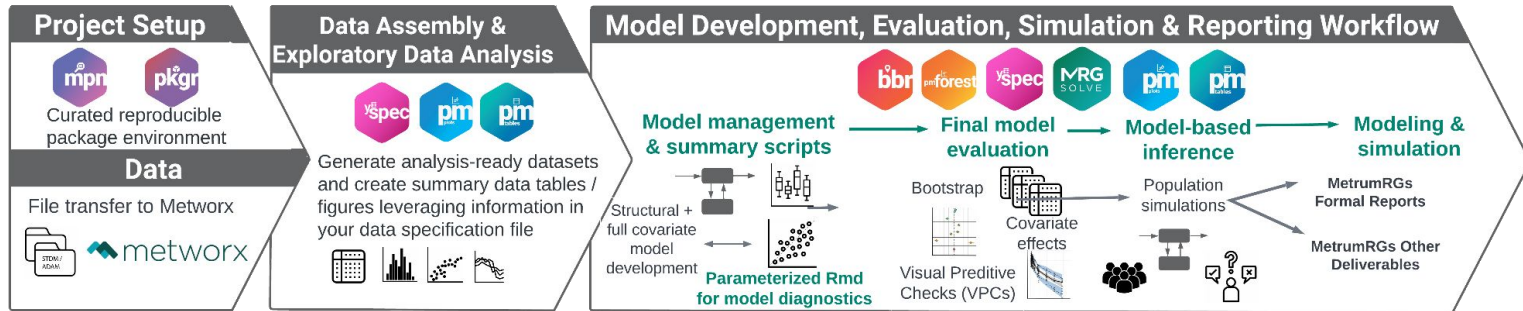 Project Setup
mpn
pkgr
Curated reproducible
package environment
Data
File transfer to Metworx
STDM /
ADAM
metworx
Data Assembly &
Exploratory Data Analysis
yspec
pm
plots
pm
tables
Generate analysis-ready datasets
and create summary data tables /
figures leveraging information in
your data specification file
Model Development, Evaluation, Simulation & Reporting Workflow
bbr
pmforest
yspec
MRG
SOLVE
pm
plots
pm
tables
Model management
& summary scripts
Structural +
full covariate
model
development
Parameterized Rmd
for model diagnostics
Final model
evaluation
Bootstrap
Covariate
effects
Visual Preditive
Checks (VPCs)
Model-based
inference
Population
simulations
Modeling &
simulation
MetrumRGs
Formal Reports
MetrumRGs Other
Deliverables